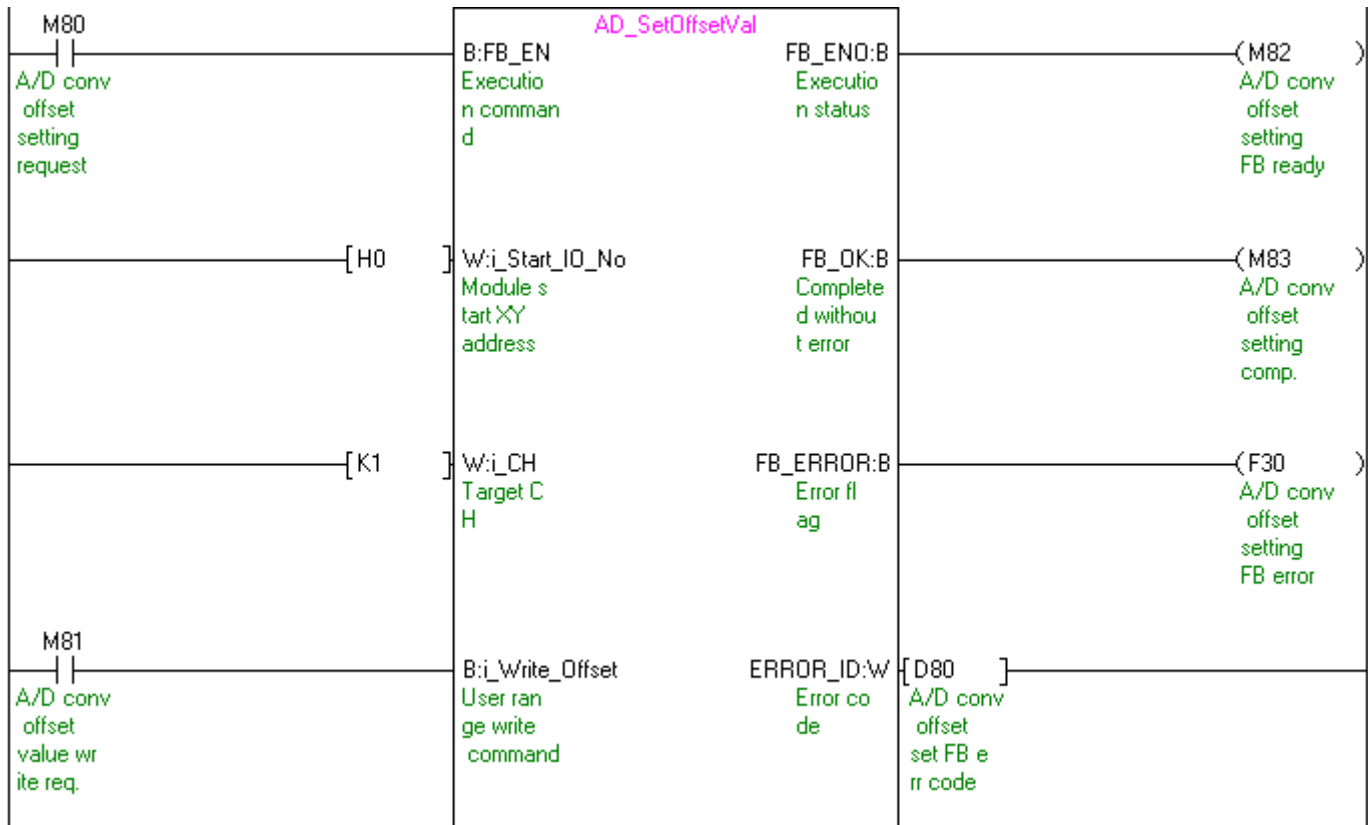 M80
AD_SetOffsetVal
B:FB_EN
FB_ENO:B
(M82 )
A/D conv
offset
setting
request
Executio
n comman
d
Executio
n status
A/D conv
offset
setting
FB ready
[H0 ]
W:i_Start_IO_No
FB_OK:B
(M83 )
Module s
tart XY
address
Complete
d withou
t error
A/D conv
offset
setting
comp.
[K1 ]
W:i_CH
FB_ERROR:B
(F30 )
Target C
H
Error fl
ag
A/D conv
offset
setting
FB error
M81
B:i_Write_Offset
ERROR_ID:W
[D80 ]
A/D conv
offset
value wr
ite req.
User ran
ge write
command
Error co
de
A/D conv
offset
set FB e
rr code